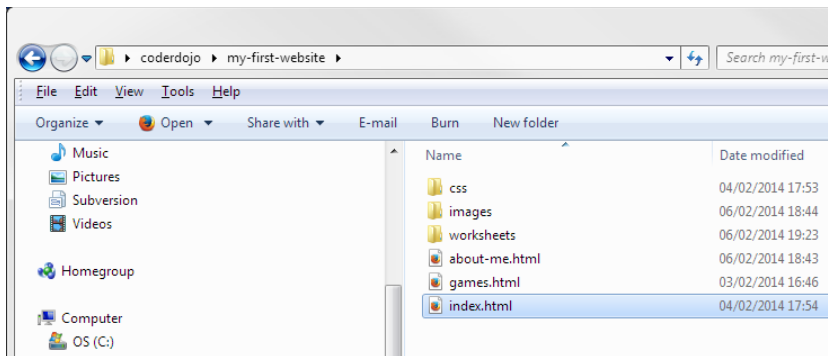 coderdojo my-first-website Search my-first-w
File Edit View Tools Help
Organize Open Share with E-mail Burn New folder
Music
Pictures
Subversion
Videos
Homegroup
Computer
OS (C:)
Name Date modified
css 04/02/2014 17:53
images 06/02/2014 18:44
worksheets 06/02/2014 19:23
about-me.html 06/02/2014 18:43
games.html 03/02/2014 16:46
index.html 04/02/2014 17:54